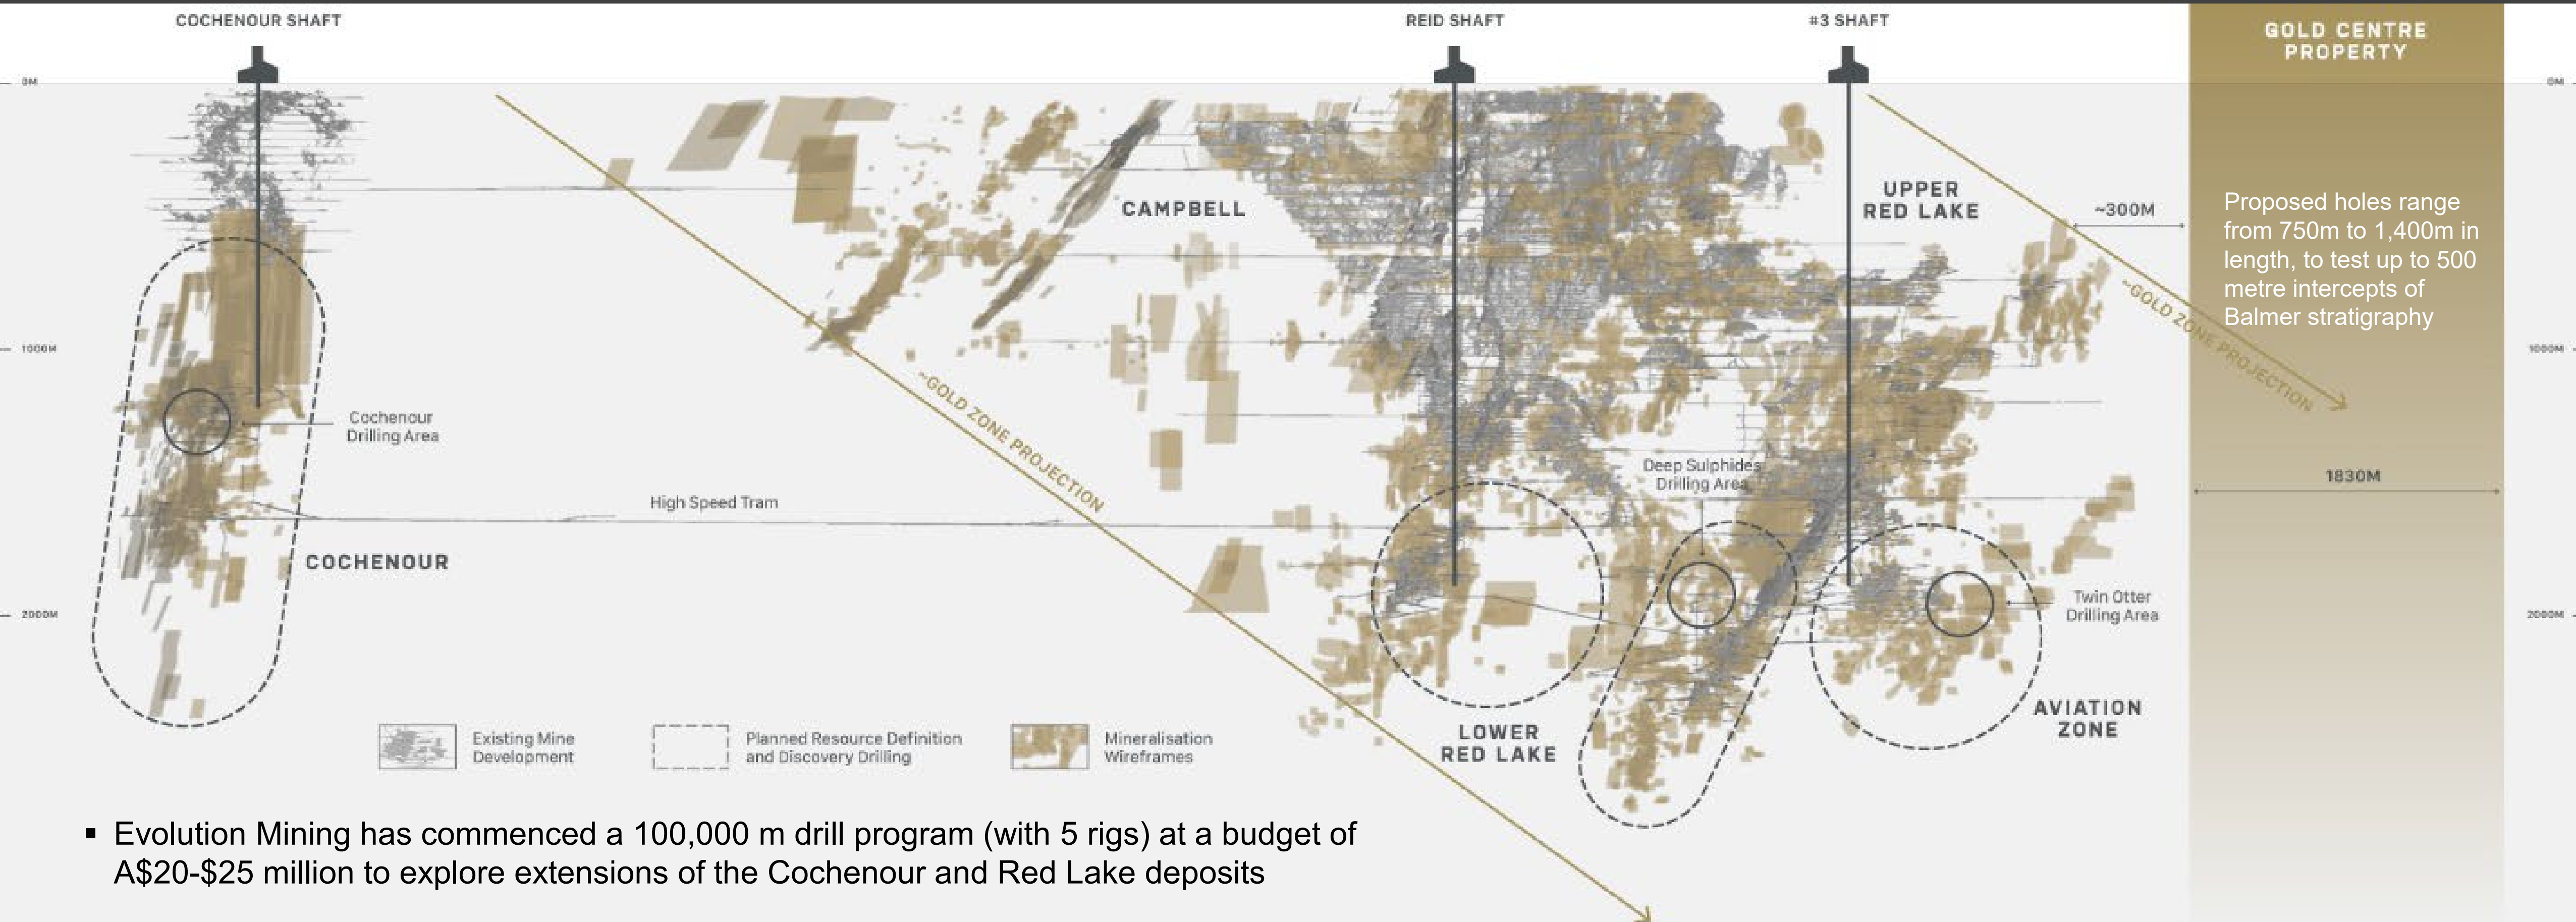 COCHENOUR SHAFT
REID SHAFT
#3 SHAFT
GOLD CENTRE
PROPERTY
0M
0M
CAMPBELL
UPPER
RED LAKE
~300M
Proposed holes range
from 750m to 1,400m in
length, to test up to 500
metre intercepts of
Balmer stratigraphy
~GOLD ZONE PROJECTION
1000M
1000M
~GOLD ZONE PROJECTION
Cochenour
Drilling Area
Deep Sulphides
Drilling Area
1830M
High Speed Tram
COCHENOUR
2000M
2000M
Twin Otter
Drilling Area
AVIATION
ZONE
LOWER
RED LAKE
Existing Mine
Development
Planned Resource Definition
and Discovery Drilling
Mineralisation
Wireframes
▪ Evolution Mining has commenced a 100,000 m drill program (with 5 rigs) at a budget of
A$20-$25 million to explore extensions of the Cochenour and Red Lake deposits